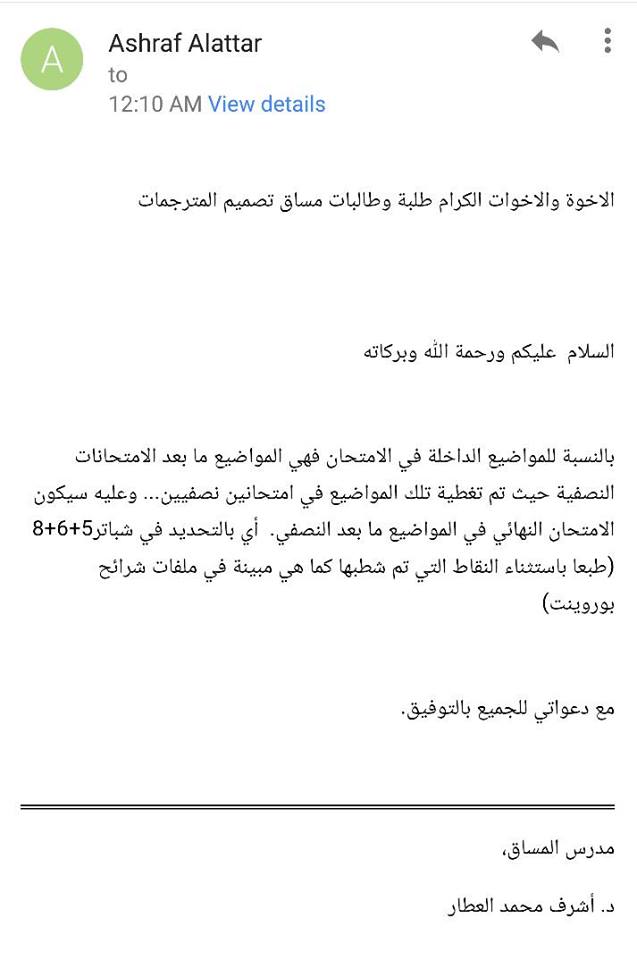 A
Ashraf Alattar
to
12:10 AM View details
الاخوة والاخوات الكرام طلبة وطالبات مساق تصميم المترجمات
السلام  عليكم ورحمة الله وبركاته
بالنسبة للمواضيع الداخلة في الامتحان فهي المواضيع ما بعد الامتحانات
النصفية حيث تم تغطية تلك المواضيع في امتحانين نصفيين... وعليه سيكون
الامتحان النهائي في المواضيع ما بعد النصفي.  أي بالتحديد في شباتر5+6+8
(طبعا باستثناء النقاط التي تم شطبها كما هي مبينة في ملفات شرائح
بوروينت)
مع دعواتي للجميع بالتوفيق.
مدرس المساق،
د. أشرف محمد العطار